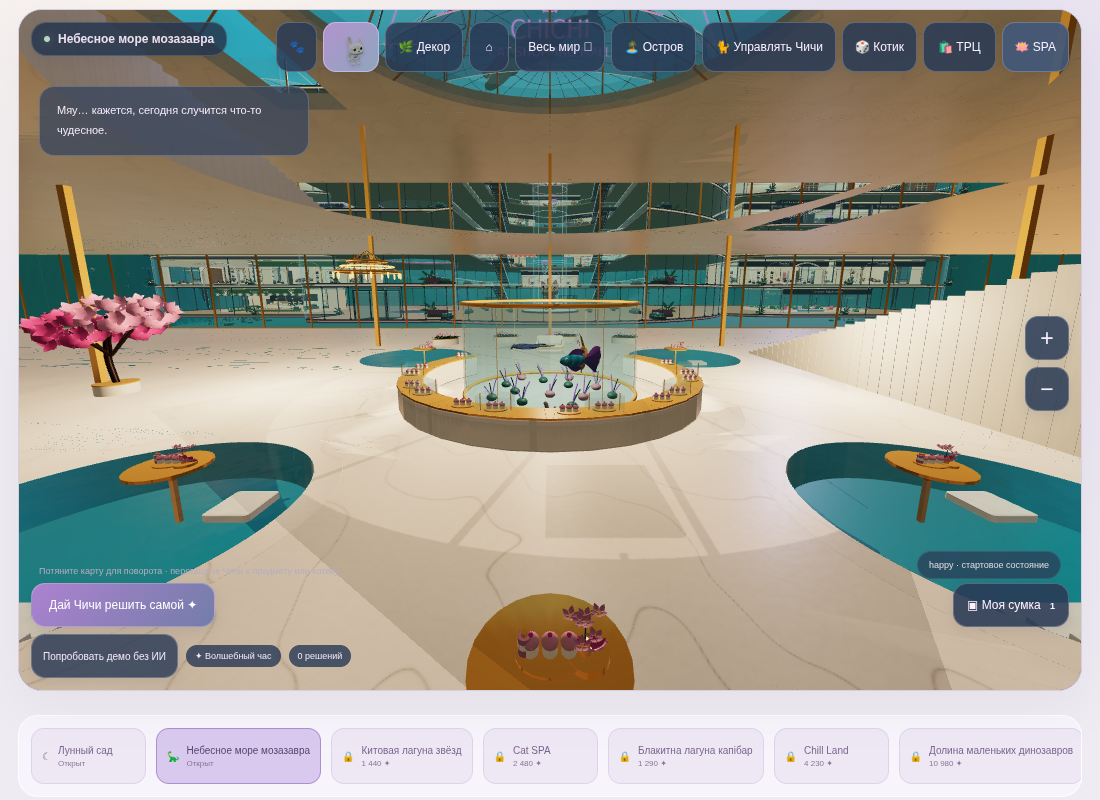 CHICHI
Небесное море мозазавра
Декор
Весь мир
Остров
Управлять Чичи
Котик
ТРЦ
SPA
Мяу… кажется, сегодня случится что-то
чудесное.
+
−
Потяните карту для поворота ·
happy · стартовое состояние
Дай Чичи решить самой ✦
Моя сумка 1
Попробовать демо без ИИ
✦ Волшебный час
0 решений
Лунный сад
Открыт
Небесное море мозазавра
Открыт
Китовая лагуна звёзд
1 440 ✦
Cat SPA
2 480 ✦
Блакитна лагуна капібар
1 290 ✦
Chill Land
4 230 ✦
Долина маленьких динозавров
10 980 ✦